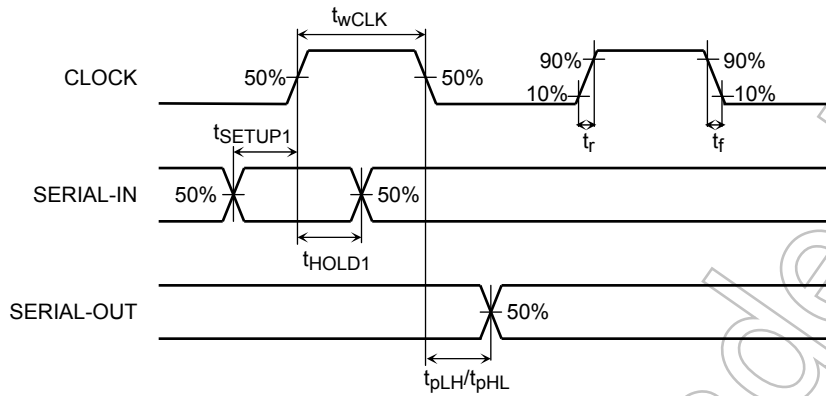 twCLK
CLOCK 50% 50% 90% 90%
10% 10%
tSETUP1 tr tf
SERIAL-IN 50% 50%
tHOLD1
SERIAL-OUT 50%
tpLH/tpHL